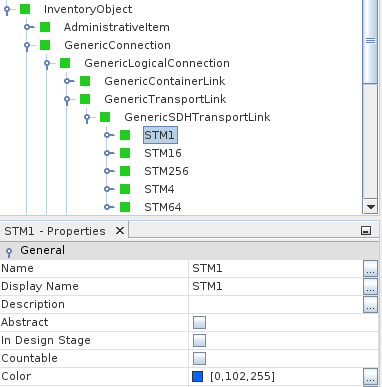 InventoryObject
AdministrativeItem
GenericConnection
GenericLogicalConnection
GenericContainerLink
GenericTransportLink
GenericSDHTransportLink
STM1
STM16
STM256
STM4
STM64
STM1 - Properties
General
Name STM1 ...
Display Name STM1 ...
Description ...
Abstract
In Design Stage
Countable
Color [0,102,255] ...